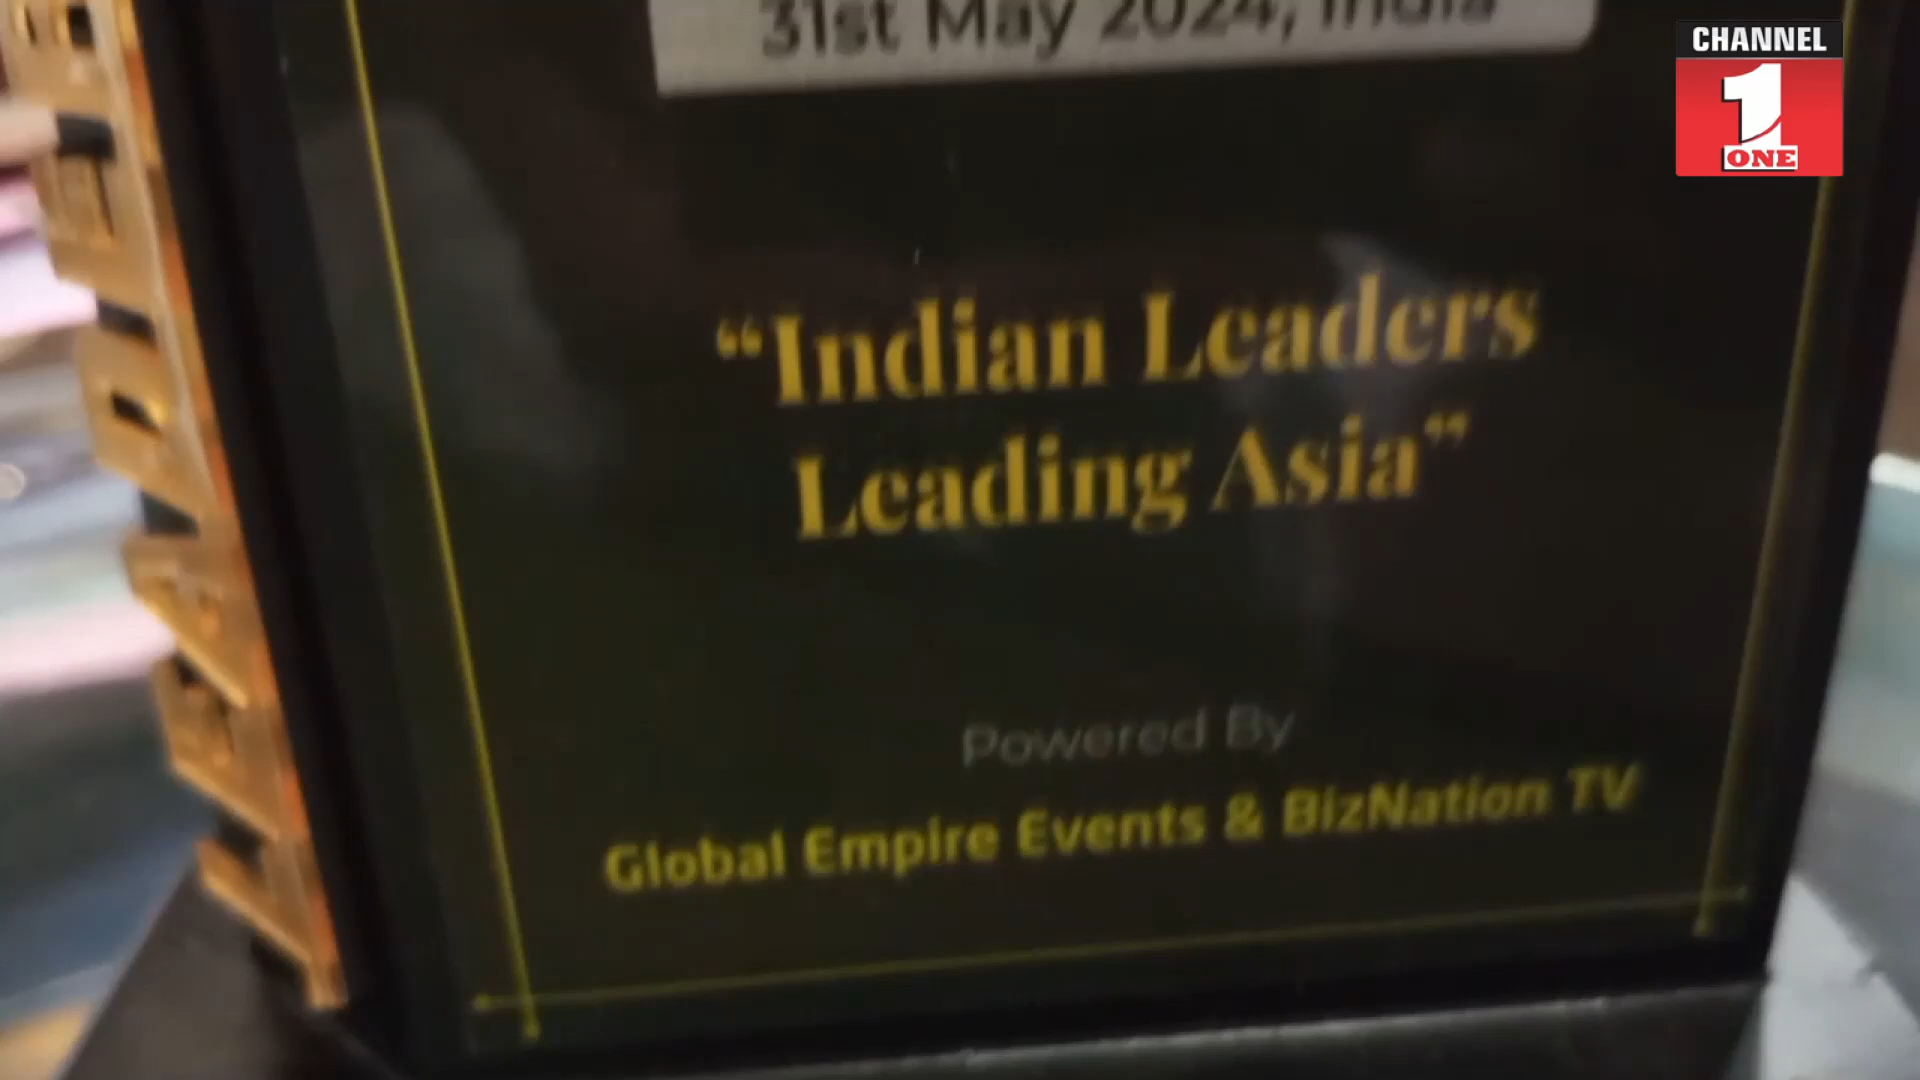 31st May 2024, India
CHANNEL
1
ONE
“Indian Leaders
Leading Asia”
Powered By
Global Empire Events & BizNation TV